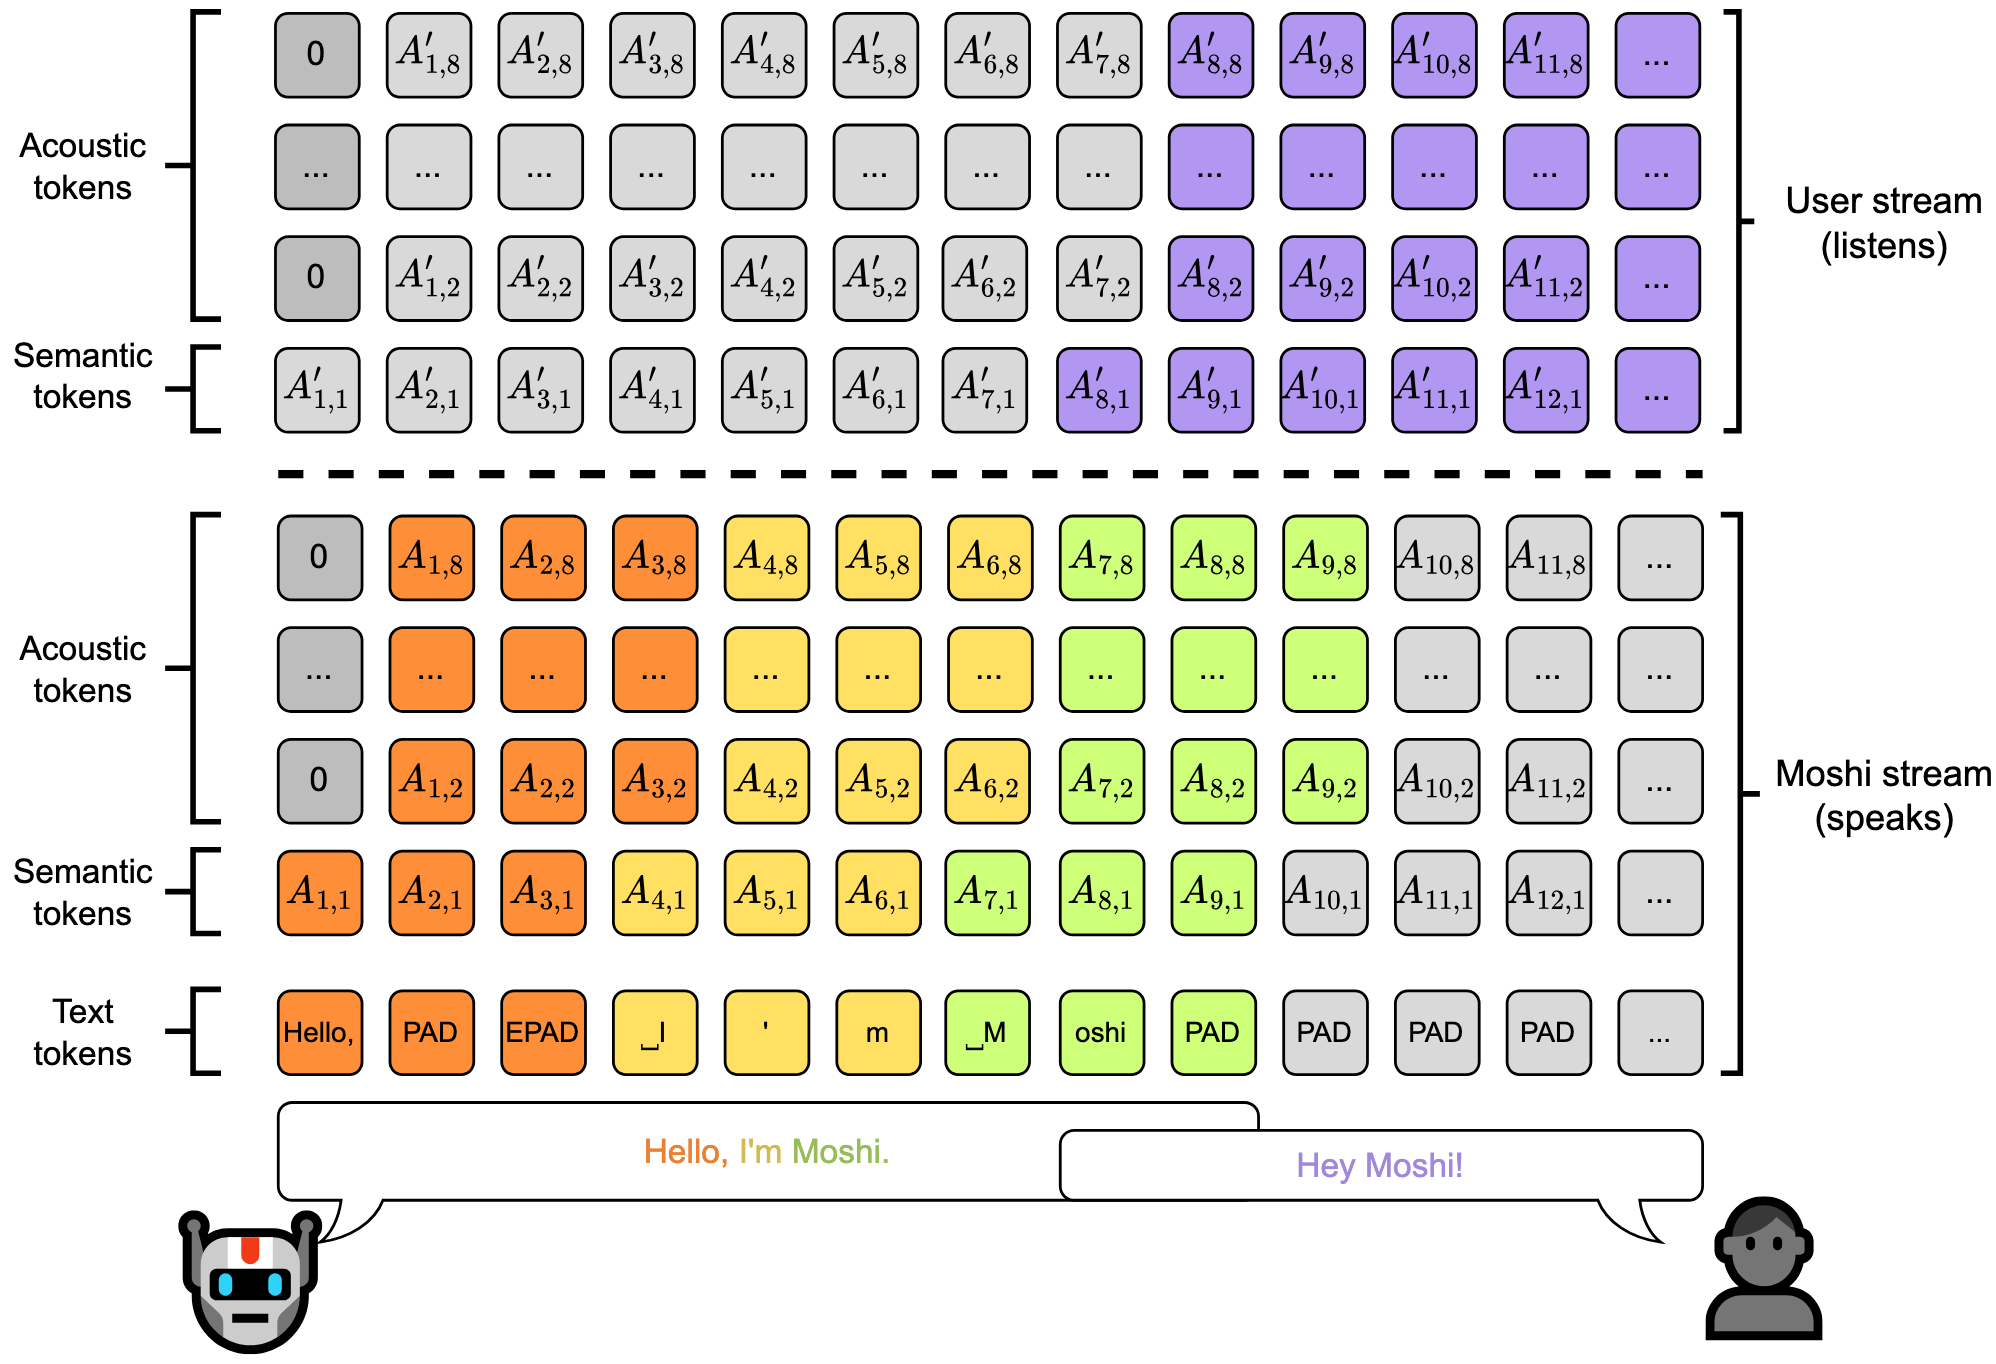 0 A′1,8 A′2,8 A′3,8 A′4,8 A′5,8 A′6,8 A′7,8 A′8,8 A′9,8 A′10,8 A′11,8 ...
Acoustic
tokens
... ... ... ... ... ... ... ... ... ... ... ... ...
0 A′1,2 A′2,2 A′3,2 A′4,2 A′5,2 A′6,2 A′7,2 A′8,2 A′9,2 A′10,2 A′11,2 ...
User stream
(listens)
Semantic
tokens
A′1,1 A′2,1 A′3,1 A′4,1 A′5,1 A′6,1 A′7,1 A′8,1 A′9,1 A′10,1 A′11,1 A′12,1 ...
0 A1,8 A2,8 A3,8 A4,8 A5,8 A6,8 A7,8 A8,8 A9,8 A10,8 A11,8 ...
Acoustic
tokens
... ... ... ... ... ... ... ... ... ... ... ... ...
0 A1,2 A2,2 A3,2 A4,2 A5,2 A6,2 A7,2 A8,2 A9,2 A10,2 A11,2 ...
Moshi stream
(speaks)
Semantic
tokens
A1,1 A2,1 A3,1 A4,1 A5,1 A6,1 A7,1 A8,1 A9,1 A10,1 A11,1 A12,1 ...
Text
tokens
Hello, PAD EPAD ␣I ' m ␣M oshi PAD PAD PAD PAD ...
Hello, I'm Moshi.
Hey Moshi!